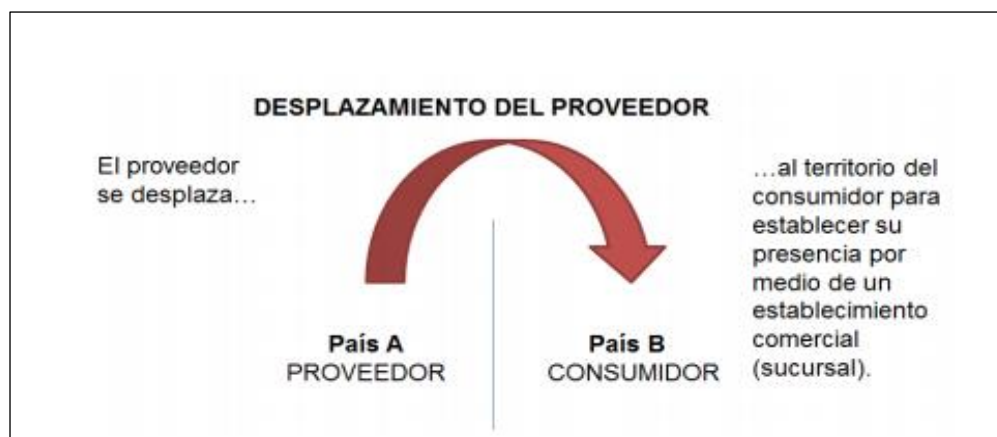 DESPLAZAMIENTO DEL PROVEEDOR
El proveedor
se desplaza…
…al territorio del
consumidor para
establecer su
presencia por
medio de un
establecimiento
comercial
(sucursal).
País A
PROVEEDOR
País B
CONSUMIDOR